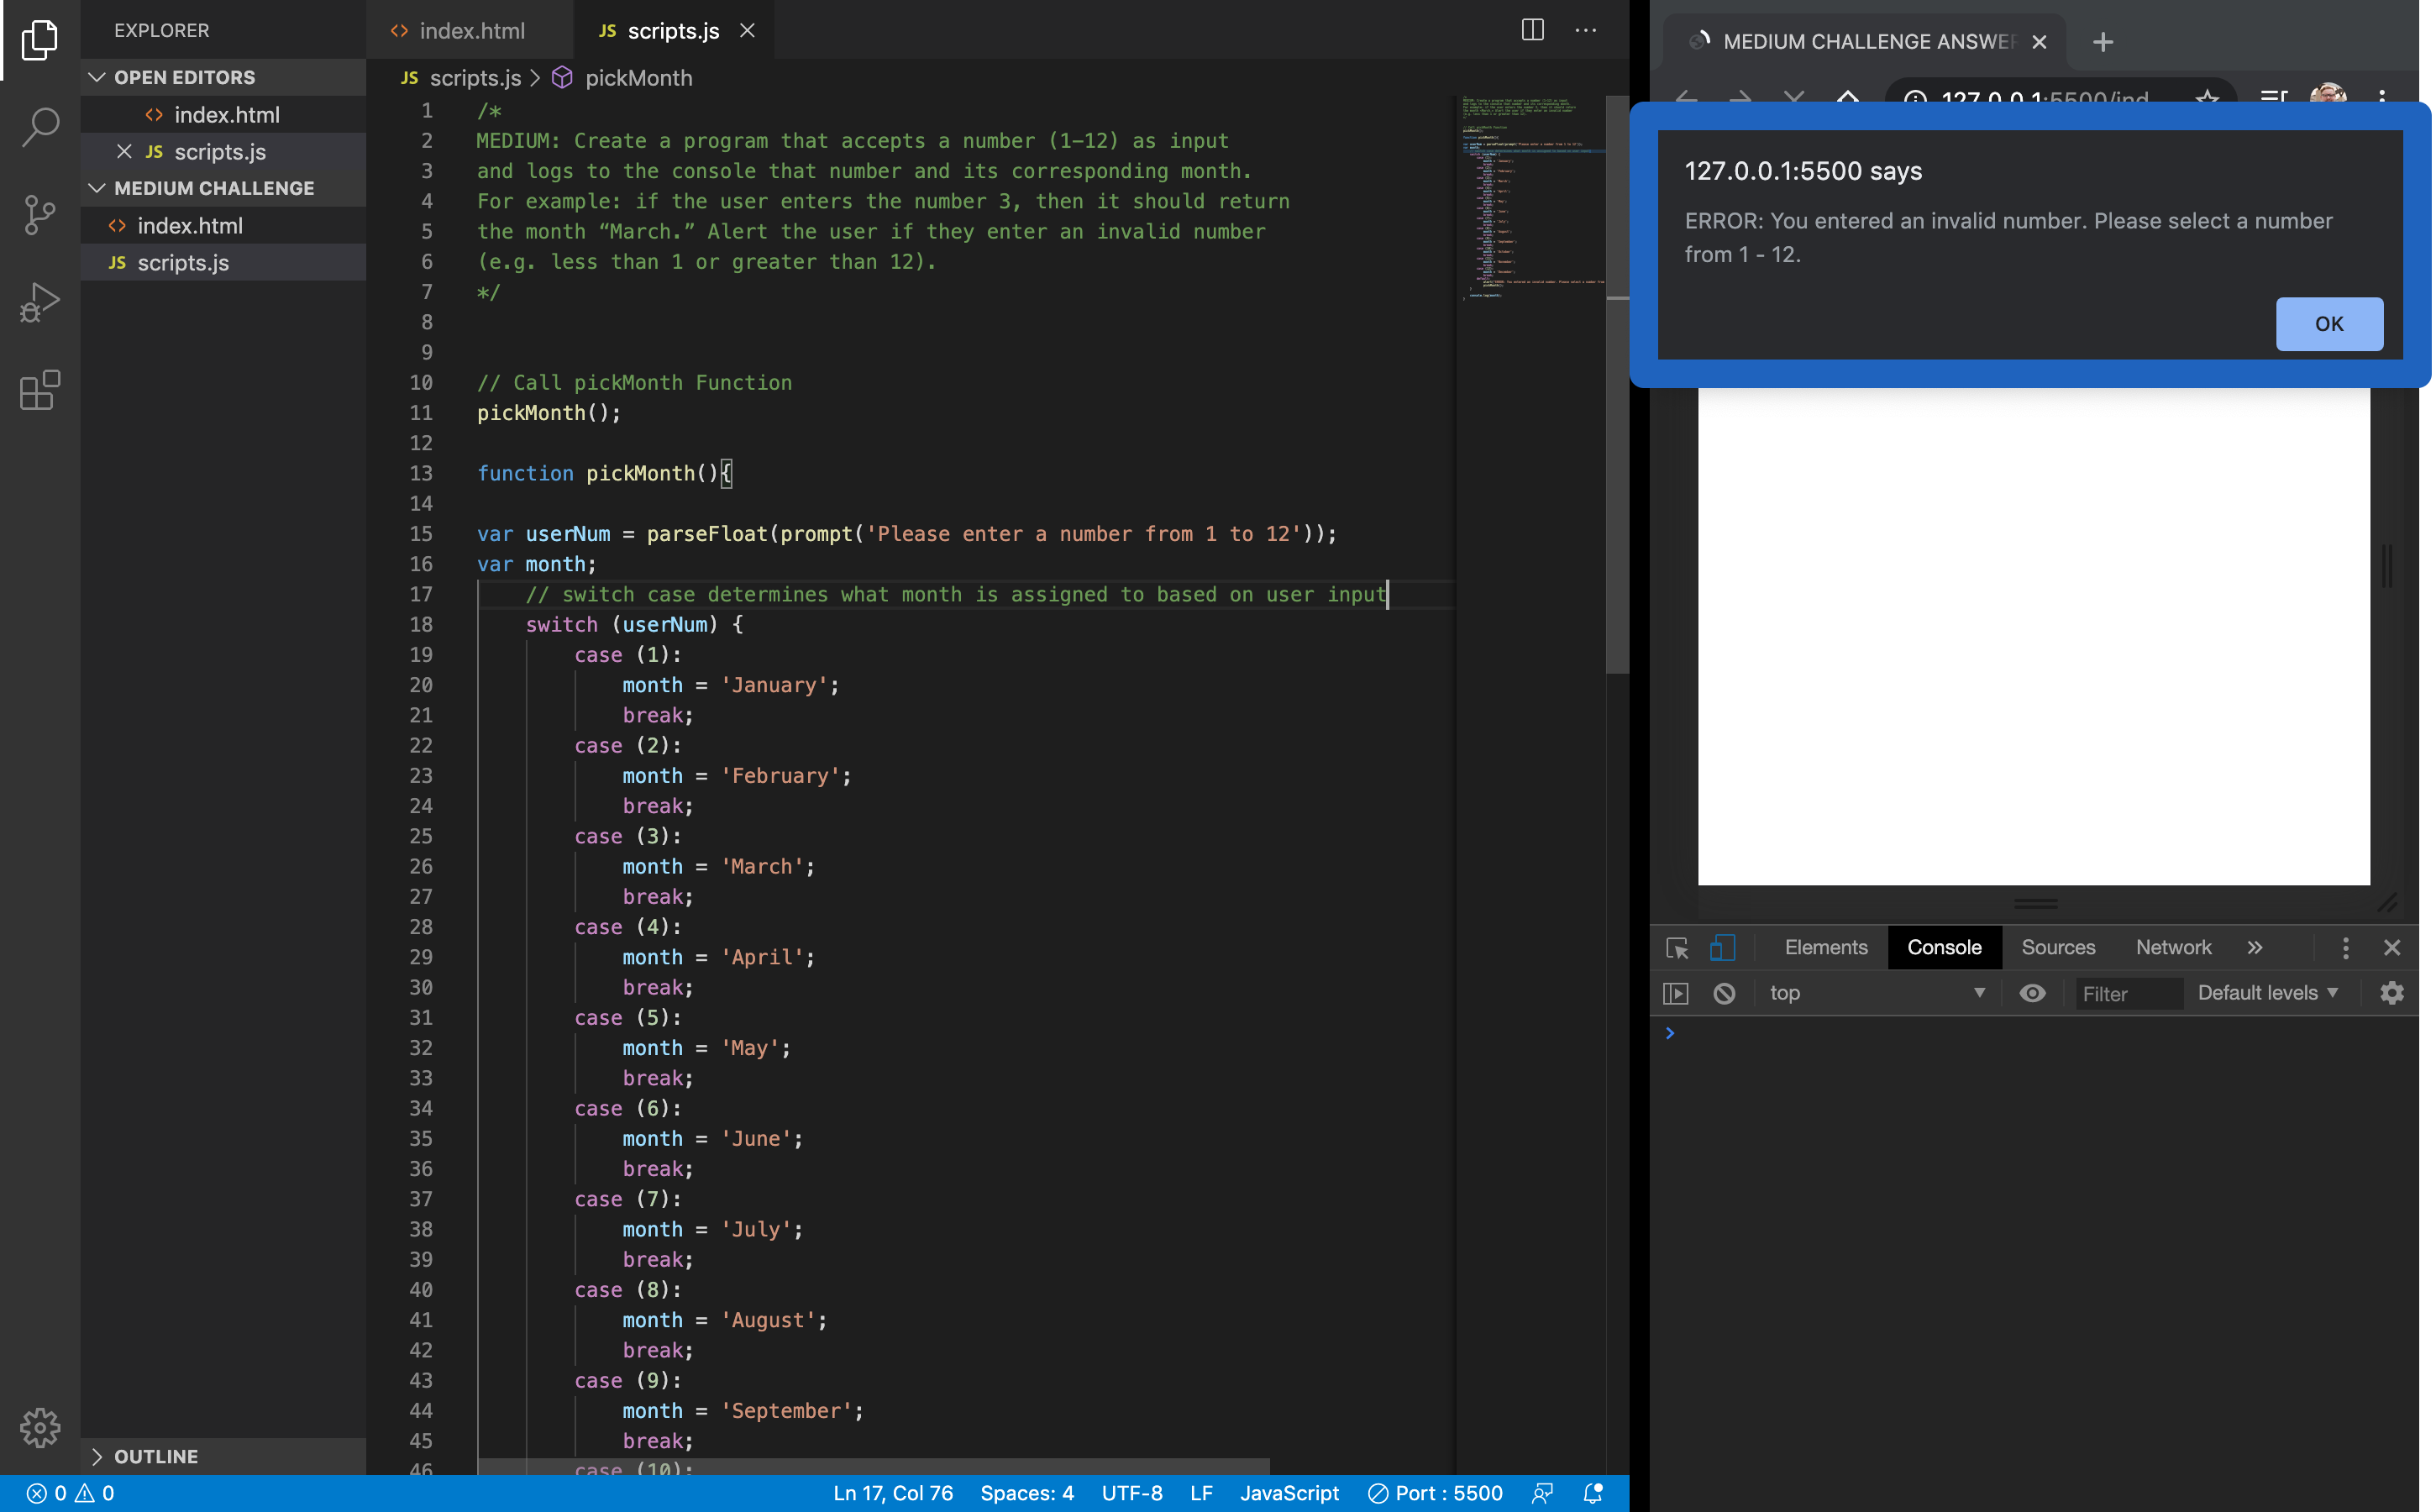 EXPLORER
OPEN EDITORS
index.html
JS scripts.js
MEDIUM CHALLENGE
index.html
JS scripts.js
OUTLINE
index.html
JS scripts.js
JS scripts.js > pickMonth
1 /*
2 MEDIUM: Create a program that accepts a number (1-12) as input
3 and logs to the console that number and its corresponding month.
4 For example: if the user enters the number 3, then it should return
5 the month “March.” Alert the user if they enter an invalid number
6 (e.g. less than 1 or greater than 12).
7 */
8
9
10 // Call pickMonth Function
11 pickMonth();
12
13 function pickMonth(){
14
15 var userNum = parseFloat(prompt('Please enter a number from 1 to 12'));
16 var month;
17 // switch case determines what month is assigned to based on user input
18 switch (userNum) {
19 case (1):
20 month = 'January';
21 break;
22 case (2):
23 month = 'February';
24 break;
25 case (3):
26 month = 'March';
27 break;
28 case (4):
29 month = 'April';
30 break;
31 case (5):
32 month = 'May';
33 break;
34 case (6):
35 month = 'June';
36 break;
37 case (7):
38 month = 'July';
39 break;
40 case (8):
41 month = 'August';
42 break;
43 case (9):
44 month = 'September';
45 break;
46 case (10):
0 0
Ln 17, Col 76 Spaces: 4 UTF-8 LF JavaScript Port : 5500
MEDIUM CHALLENGE ANSWER
127.0.0.1:5500/ind
127.0.0.1:5500 says
ERROR: You entered an invalid number. Please select a number
from 1 - 12.
OK
Elements Console Sources Network
top Filter Default levels